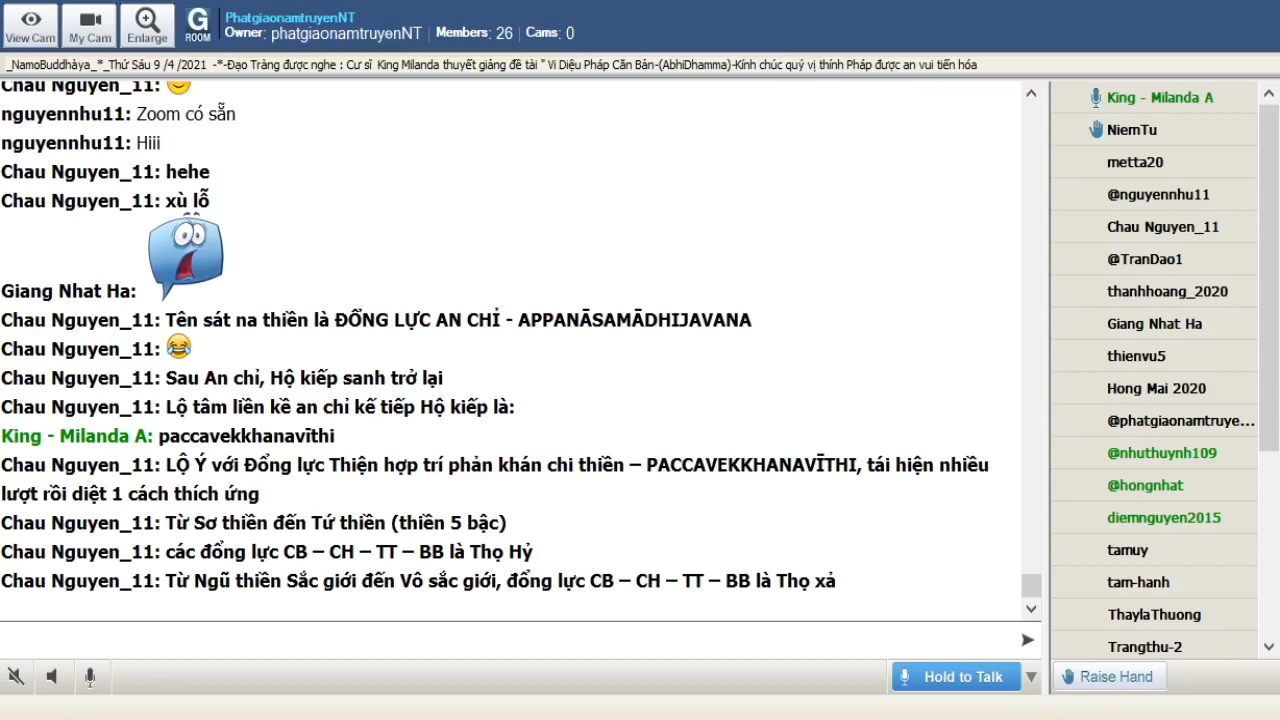 View Cam
My Cam
Enlarge
G
ROOM
PhatgiaonamtruyenNT
Owner: phatgiaonamtruyenNT | Members: 26 | Cams: 0
_NamoBuddhàya_*_Thứ Sáu 9 /4 /2021 -*-Đạo Tràng được nghe : Cư sĩ King Milanda thuyết giảng đề tài " Vi Diệu Pháp Căn Bản-(AbhiDhamma)-Kính chúc quý vị thính Pháp được an vui tiến hóa
Chau Nguyen_11:
nguyennhu11: Zoom có sẵn
nguyennhu11: Hiii
Chau Nguyen_11: hehe
Chau Nguyen_11: xù lỗ
Giang Nhat Ha:
Chau Nguyen_11: Tên sát na thiền là ĐỔNG LỰC AN CHỈ - APPANĀSAMĀDHIJAVANA
Chau Nguyen_11:
Chau Nguyen_11: Sau An chỉ, Hộ kiếp sanh trở lại
Chau Nguyen_11: Lộ tâm liền kề an chỉ kế tiếp Hộ kiếp là:
King - Milanda A: paccavekkhanavīthi
Chau Nguyen_11: LỘ Ý với Đổng lực Thiện hợp trí phản khán chi thiền – PACCAVEKKHANAVĪTHI, tái hiện nhiều
lượt rồi diệt 1 cách thích ứng
Chau Nguyen_11: Từ Sơ thiền đến Tứ thiền (thiền 5 bậc)
Chau Nguyen_11: các đổng lực CB – CH – TT – BB là Thọ Hỷ
Chau Nguyen_11: Từ Ngũ thiền Sắc giới đến Vô sắc giới, đổng lực CB – CH – TT – BB là Thọ xả
King - Milanda A
NiemTu
metta20
@nguyennhu11
Chau Nguyen_11
@TranDao1
thanhhoang_2020
Giang Nhat Ha
thienvu5
Hong Mai 2020
@phatgiaonamtruye...
@nhuthuynh109
@hongnhat
diemnguyen2015
tamuy
tam-hanh
ThaylaThuong
Trangthu-2
Hold to Talk
Raise Hand